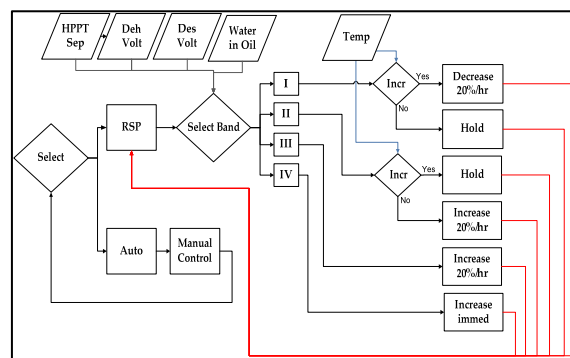 HPPT
Sep
Deh
Volt
Des
Volt
Water
in Oil
Temp
Select
RSP
Select Band
I
II
III
IV
Incr
Yes
No
Decrease
20%/hr
Hold
Incr
Yes
No
Hold
Increase
20%/hr
Auto
Manual
Control
Increase
20%/hr
Increase
immed